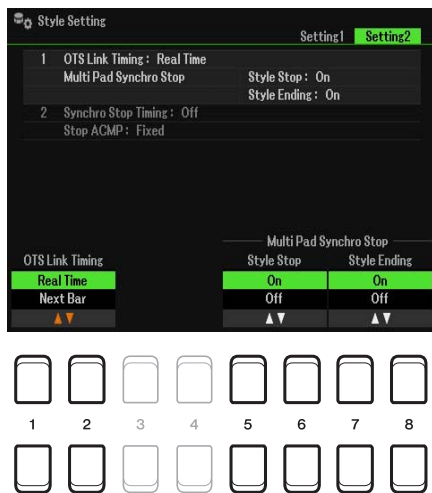 Style Setting
Setting1 Setting2
1 OTS Link Timing : Real Time
Multi Pad Synchro Stop Style Stop : On
Style Ending : On
2 Synchro Stop Timing : Off
Stop ACMP : Fixed
Multi Pad Synchro Stop
OTS Link Timing Style Stop Style Ending
Real Time On On
Next Bar Off Off
1 2 3 4 5 6 7 8